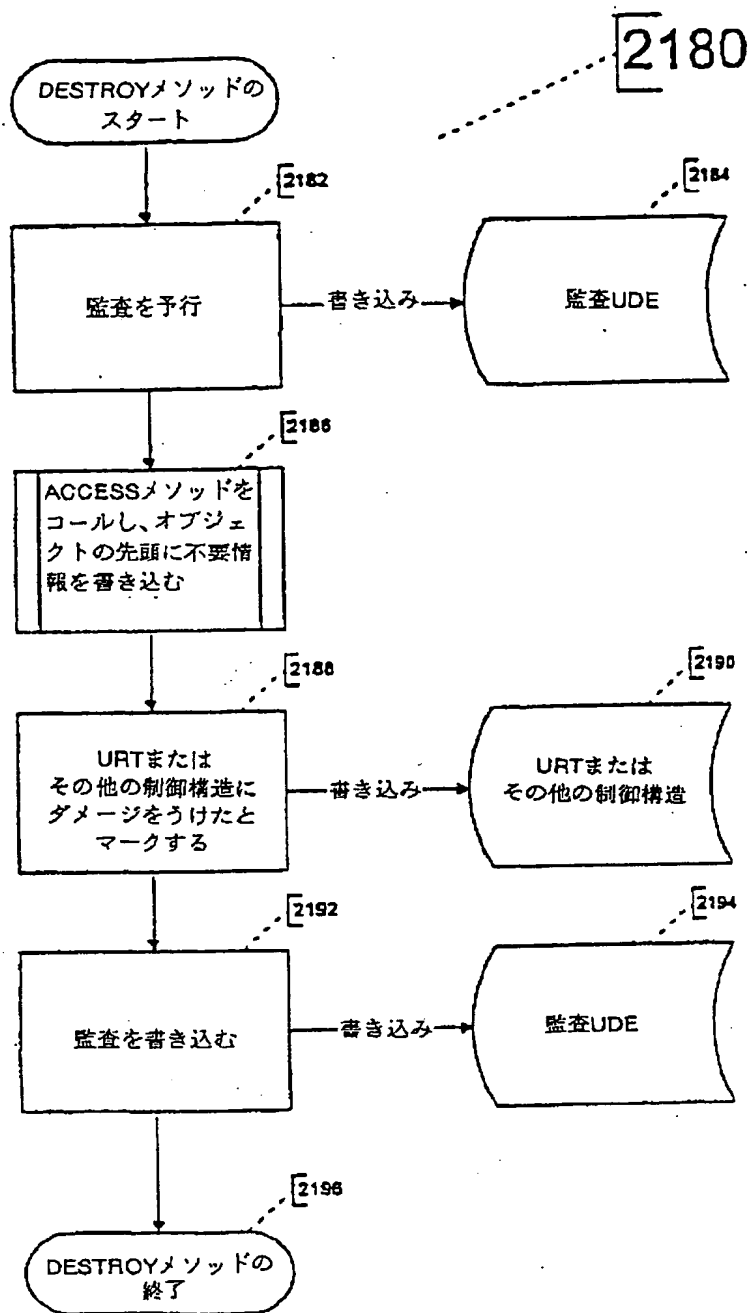 2180
DESTROYメソッドの
スタート
2182
2184
監査を予行
書き込み
監査UDE
2186
ACCESSメソッドを
コールし、オブジェ
クトの先頭に不要情
報を書き込む
2188
2190
URTまたは
その他の制御構造に
ダメージをうけたと
マークする
書き込み
URTまたは
その他の制御構造
2192
2194
監査を書き込む
書き込み
監査UDE
2196
DESTROYメソッドの
終了